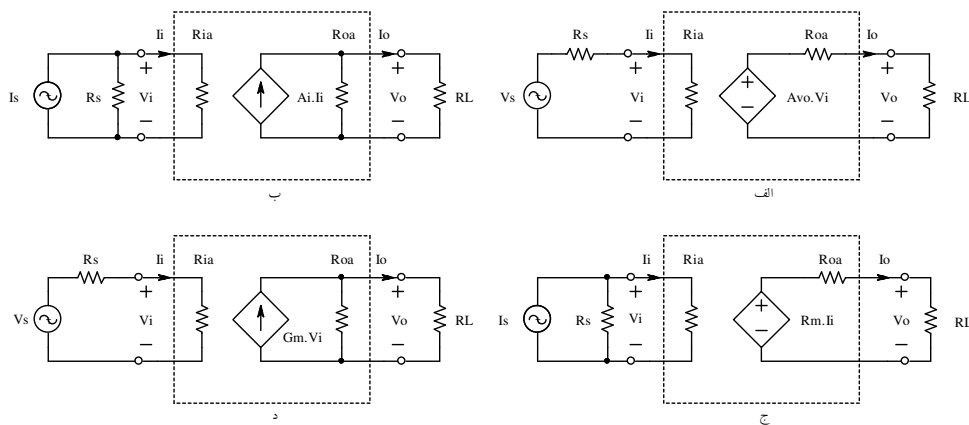 Ii Ria Roa Io
Is Rs + Vi − Ai.Ii + Vo − RL
ب
Rs Ii Ria Roa Io
Vs + Vi − + − Avo.Vi + Vo − RL
الف
Rs Ii Ria Roa Io
Vs + Vi − Gm.Vi + Vo − RL
د
Ii Ria Roa Io
Is Rs + Vi − + − Rm.Ii + Vo − RL
ج